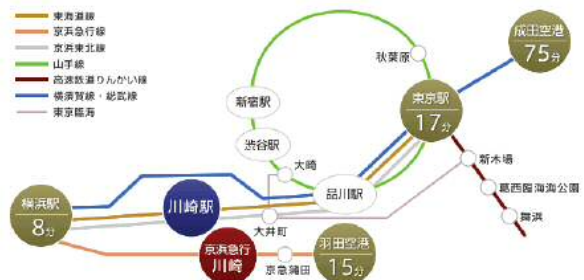 東海道線
京浜急行線
京浜東北線
山手線
高速鉄道りんかい線
横須賀線・総武線
東京臨海
秋葉原
成田空港
75分
新宿駅
東京駅
17分
渋谷駅
大崎
新木場
品川駅
葛西臨海海公園
横浜駅
8分
川崎駅
大井町
舞浜
京浜急行
川崎
京急蒲田
羽田空港
15分